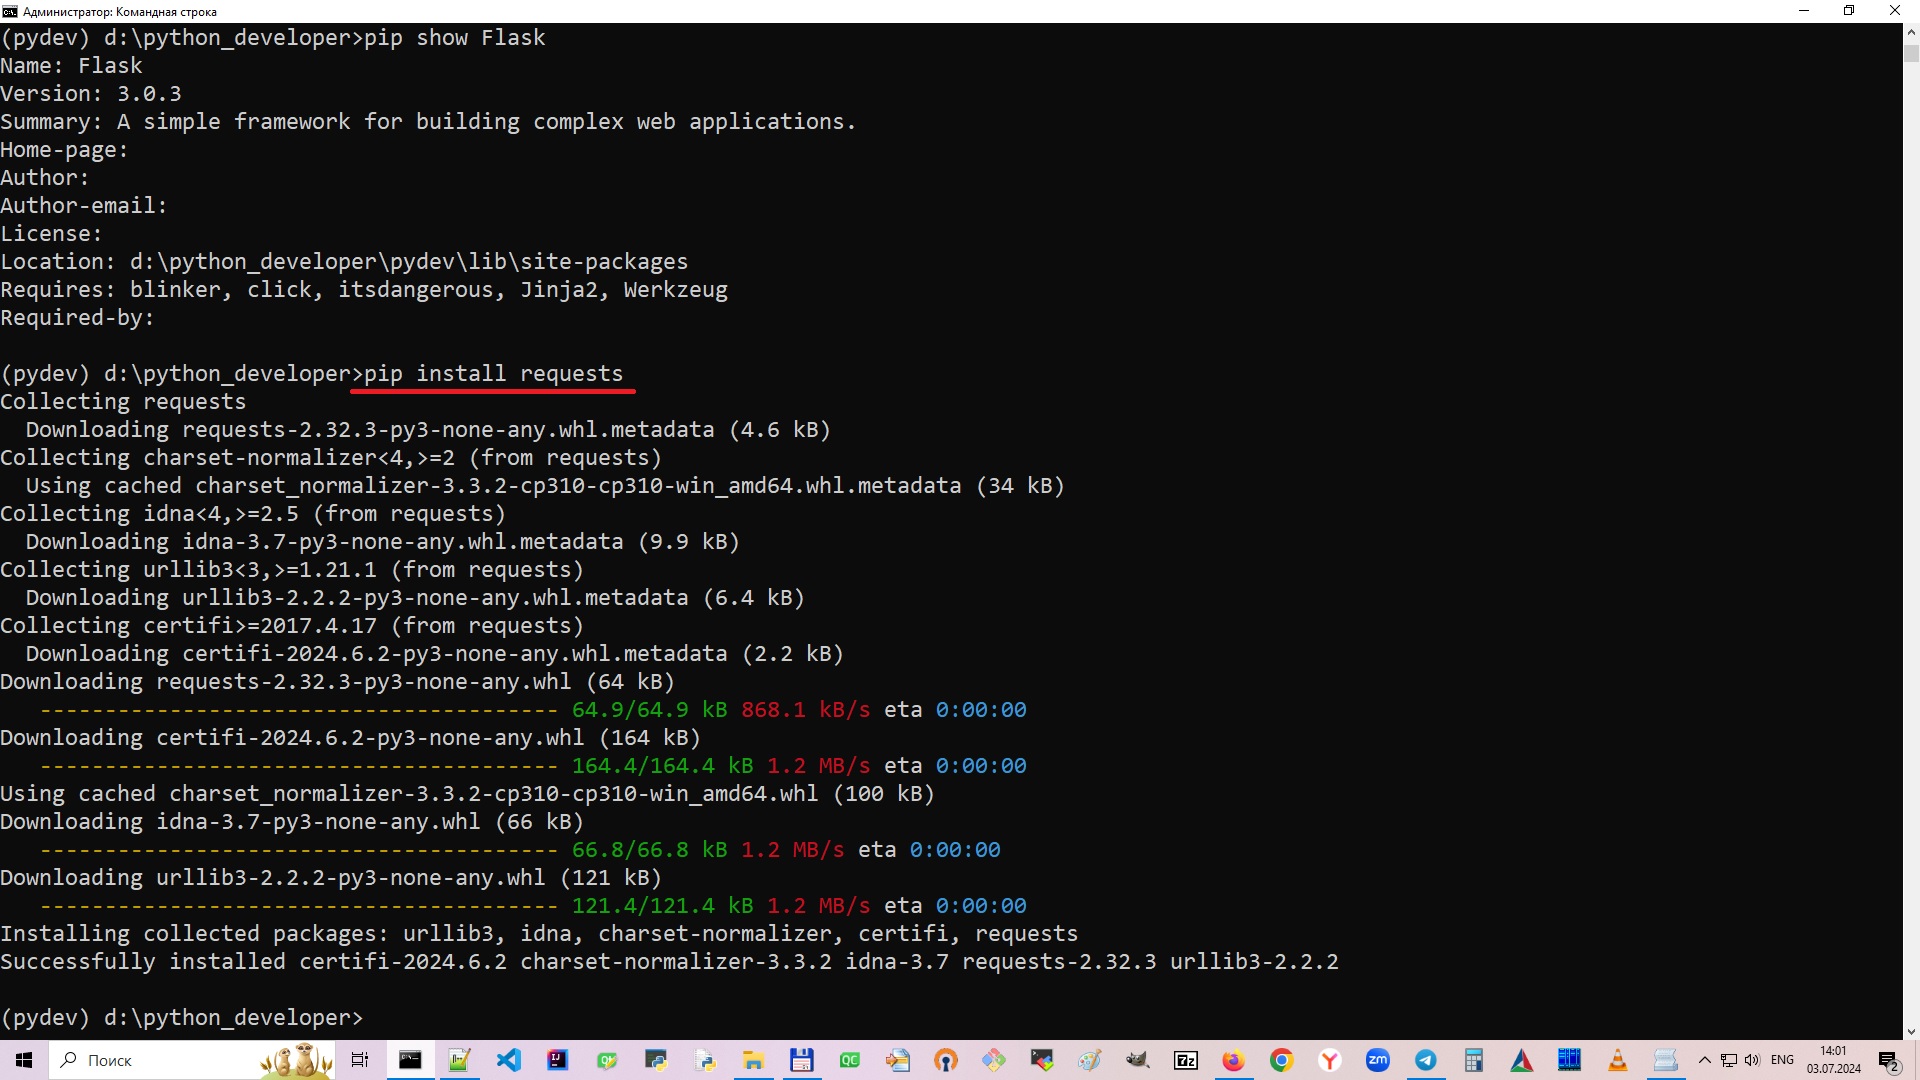 Администратор: Командная строка
(pydev) d:\python_developer>pip show Flask
Name: Flask
Version: 3.0.3
Summary: A simple framework for building complex web applications.
Home-page:
Author:
Author-email:
License:
Location: d:\python_developer\pydev\lib\site-packages
Requires: blinker, click, itsdangerous, Jinja2, Werkzeug
Required-by:
(pydev) d:\python_developer>pip install requests
Collecting requests
Downloading requests-2.32.3-py3-none-any.whl.metadata (4.6 kB)
Collecting charset-normalizer<4,>=2 (from requests)
Using cached charset_normalizer-3.3.2-cp310-cp310-win_amd64.whl.metadata (34 kB)
Collecting idna<4,>=2.5 (from requests)
Downloading idna-3.7-py3-none-any.whl.metadata (9.9 kB)
Collecting urllib3<3,>=1.21.1 (from requests)
Downloading urllib3-2.2.2-py3-none-any.whl.metadata (6.4 kB)
Collecting certifi>=2017.4.17 (from requests)
Downloading certifi-2024.6.2-py3-none-any.whl.metadata (2.2 kB)
Downloading requests-2.32.3-py3-none-any.whl (64 kB)
---------------------------------------- 64.9/64.9 kB 868.1 kB/s eta 0:00:00
Downloading certifi-2024.6.2-py3-none-any.whl (164 kB)
---------------------------------------- 164.4/164.4 kB 1.2 MB/s eta 0:00:00
Using cached charset_normalizer-3.3.2-cp310-cp310-win_amd64.whl (100 kB)
Downloading idna-3.7-py3-none-any.whl (66 kB)
---------------------------------------- 66.8/66.8 kB 1.2 MB/s eta 0:00:00
Downloading urllib3-2.2.2-py3-none-any.whl (121 kB)
---------------------------------------- 121.4/121.4 kB 1.2 MB/s eta 0:00:00
Installing collected packages: urllib3, idna, charset-normalizer, certifi, requests
Successfully installed certifi-2024.6.2 charset-normalizer-3.3.2 idna-3.7 requests-2.32.3 urllib3-2.2.2
(pydev) d:\python_developer>
Поиск
QC
7z
Y
zm
ENG
14:01
03.07.2024
2